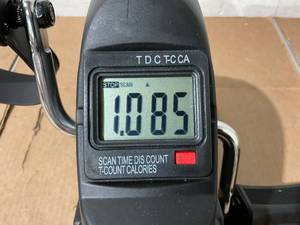 T D C T-C CA
STOP SCAN
1.085
SCAN TIME DIS COUNT
T-COUNT CALORIES